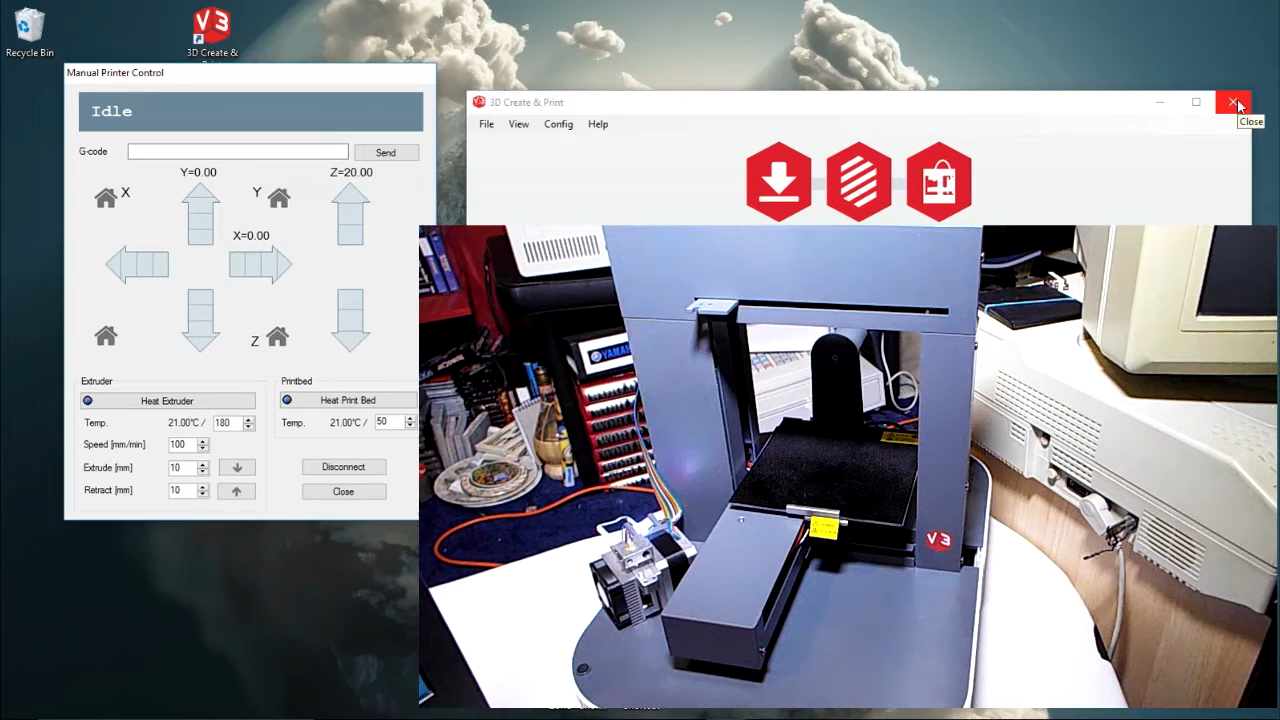 Recycle Bin
V3
3D Create &
Manual Printer Control
Idle
G-code
Send
Y=0.00
Z=20.00
X
Y
X=0.00
Z
Extruder
Heat Extruder
Temp. 21.00°C / 180
Speed [mm/min] 100
Extrude [mm] 10
Retract [mm] 10
Printbed
Heat Print Bed
Temp. 21.00°C / 50
Disconnect
Close
V3 3D Create & Print
Close
File View Config Help
YAMAH
V3